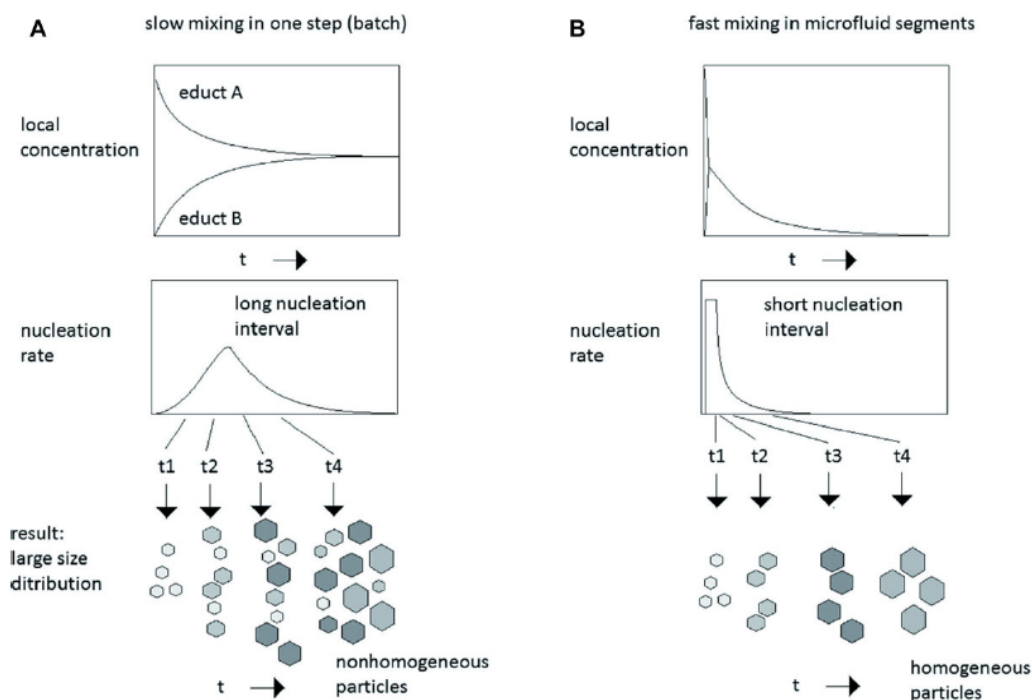 A
slow mixing in one step (batch)
local
concentration
educt A
educt B
t
nucleation
rate
long nucleation
interval
t1
t2
t3
t4
result:
large size
ditribution
nonhomogeneous
particles
t
B
fast mixing in microfluid segments
local
concentration
t
nucleation
rate
short nucleation
interval
t1
t2
t3
t4
t
homogeneous
particles